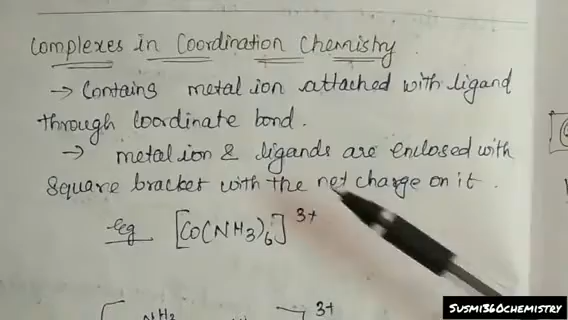 Complexes in Coordination Chemistry.
→ Contains metal ion attached with ligand
through Coordinate bond.
→ metal ion & ligands are enclosed with
Square bracket with the net charge on it.
Eg [Co(NH3)6]3+
NH3 3+
SUSMI360CHEMISTRY